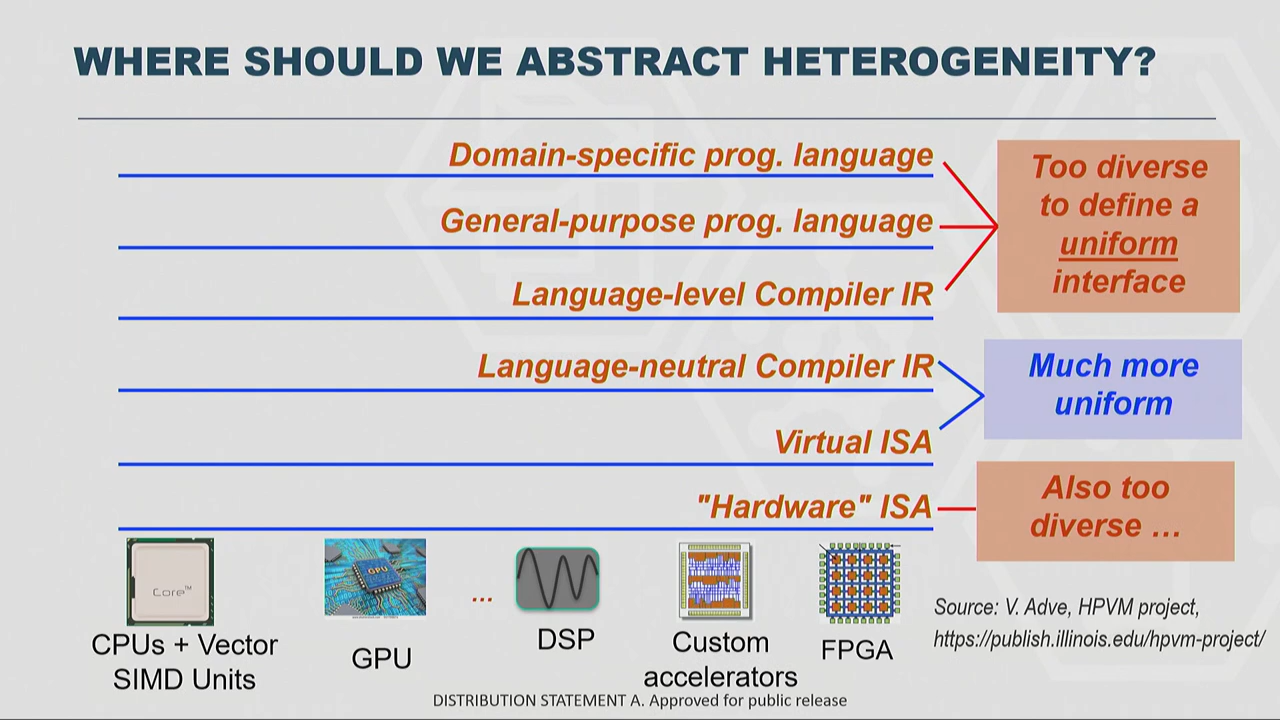 WHERE SHOULD WE ABSTRACT HETEROGENEITY?
Domain-specific prog. language
General-purpose prog. language
Language-level Compiler IR
Too diverse
to define a
uniform
interface
Language-neutral Compiler IR
Virtual ISA
Much more
uniform
"Hardware" ISA
Also too
diverse ...
Core™
GPU
...
CPUs + Vector
SIMD Units
GPU
DSP
Custom
accelerators
FPGA
Source: V. Adve, HPVM project,
https://publish.illinois.edu/hpvm-project/
DISTRIBUTION STATEMENT A. Approved for public release